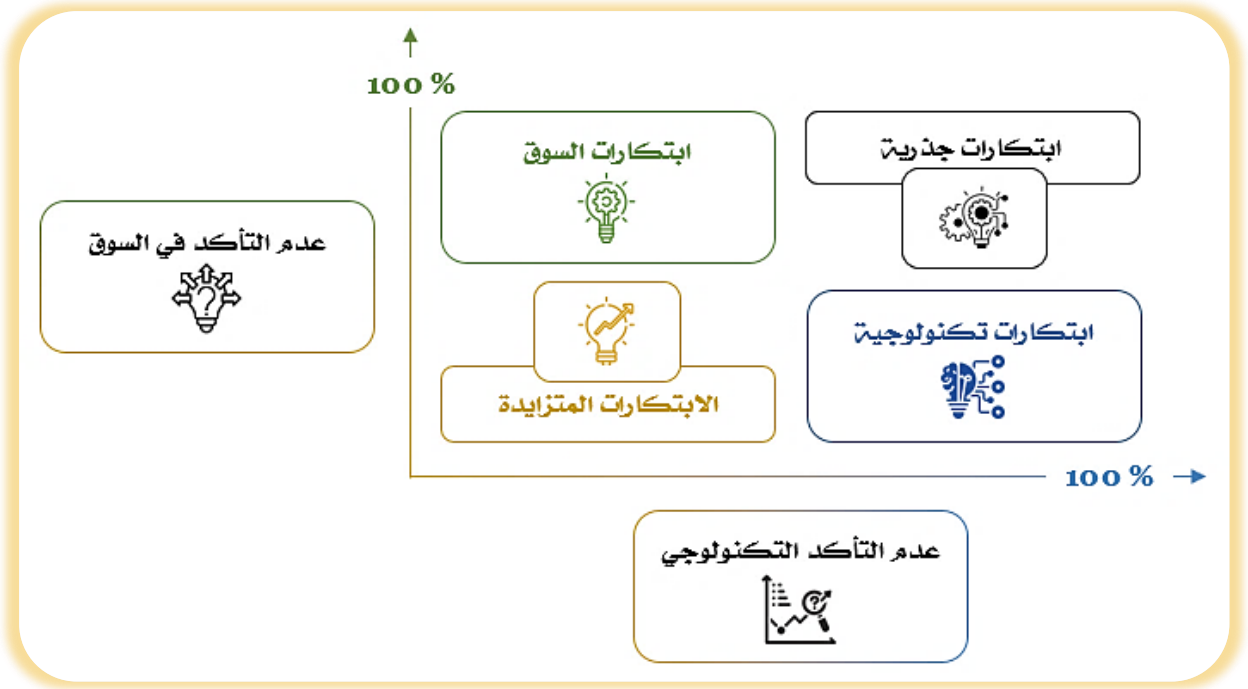 100 %
ابتكارات جذرية
ابتكارات السوق
عدم التأكد في السوق
ابتكارات تكنولوجية
الابتكارات المتزايدة
100 %
عدم التأكد التكنولوجي